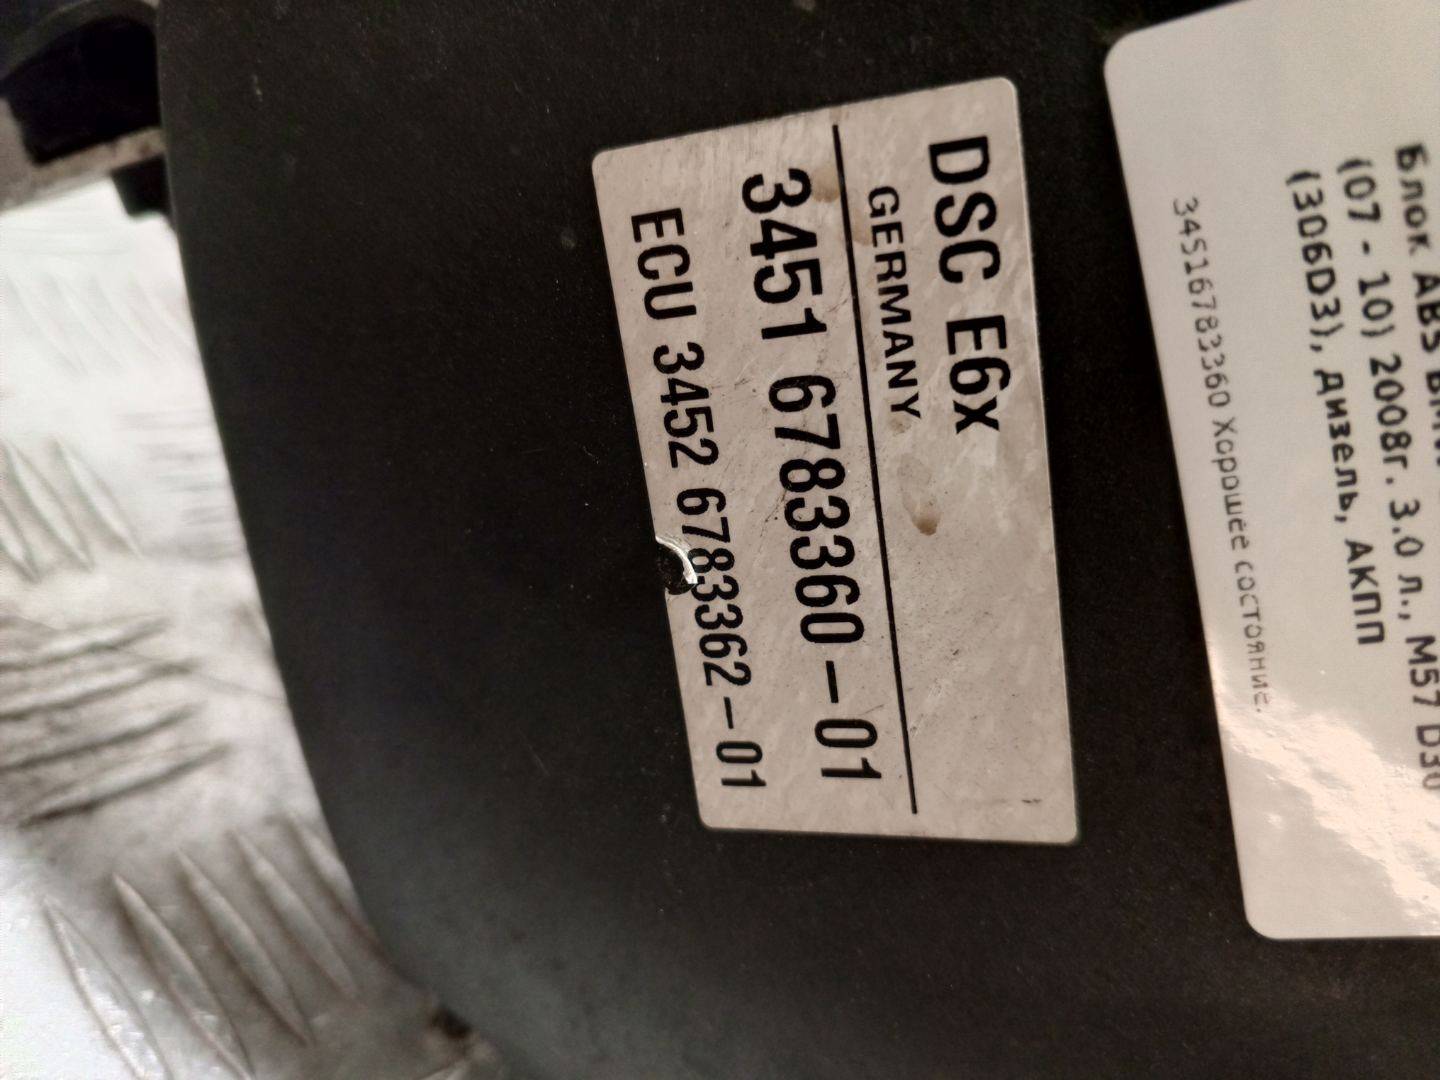 DSC E6x
GERMANY
3451 6783360-01
ECU 3452 6783362-01
Блок ABS
(07 - 10) 2008г. 3.0 л., M57 D30
(306D3), дизель, АКПП
34516783360 Хорошее состояние.